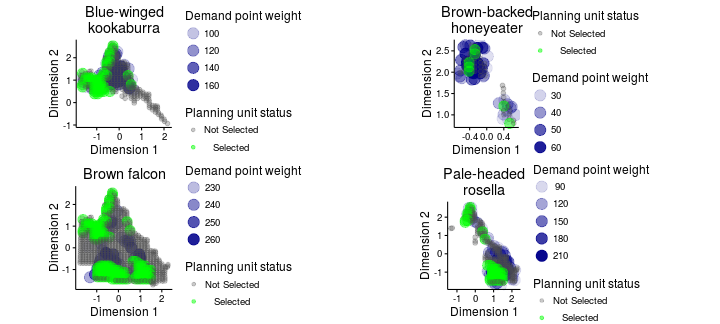 Blue-winged
kookaburra
Dimension 2
2
1
0
-1
-1
0
1
2
Dimension 1
Demand point weight
100
120
140
160
Planning unit status
Not Selected
Selected
Brown-backed
honeyeater
Dimension 2
2.5
2.0
1.5
1.0
-0.4 0.0 0.4
Dimension 1
Planning unit status
Not Selected
Selected
Demand point weight
30
40
50
60
Brown falcon
Dimension 2
2
1
0
-1
-1
0
1
2
Dimension 1
Demand point weight
230
240
250
260
Planning unit status
Not Selected
Selected
Pale-headed
rosella
Dimension 2
2
1
0
-1
-1
0
1
2
Dimension 1
Demand point weight
90
120
150
180
210
Planning unit status
Not Selected
Selected